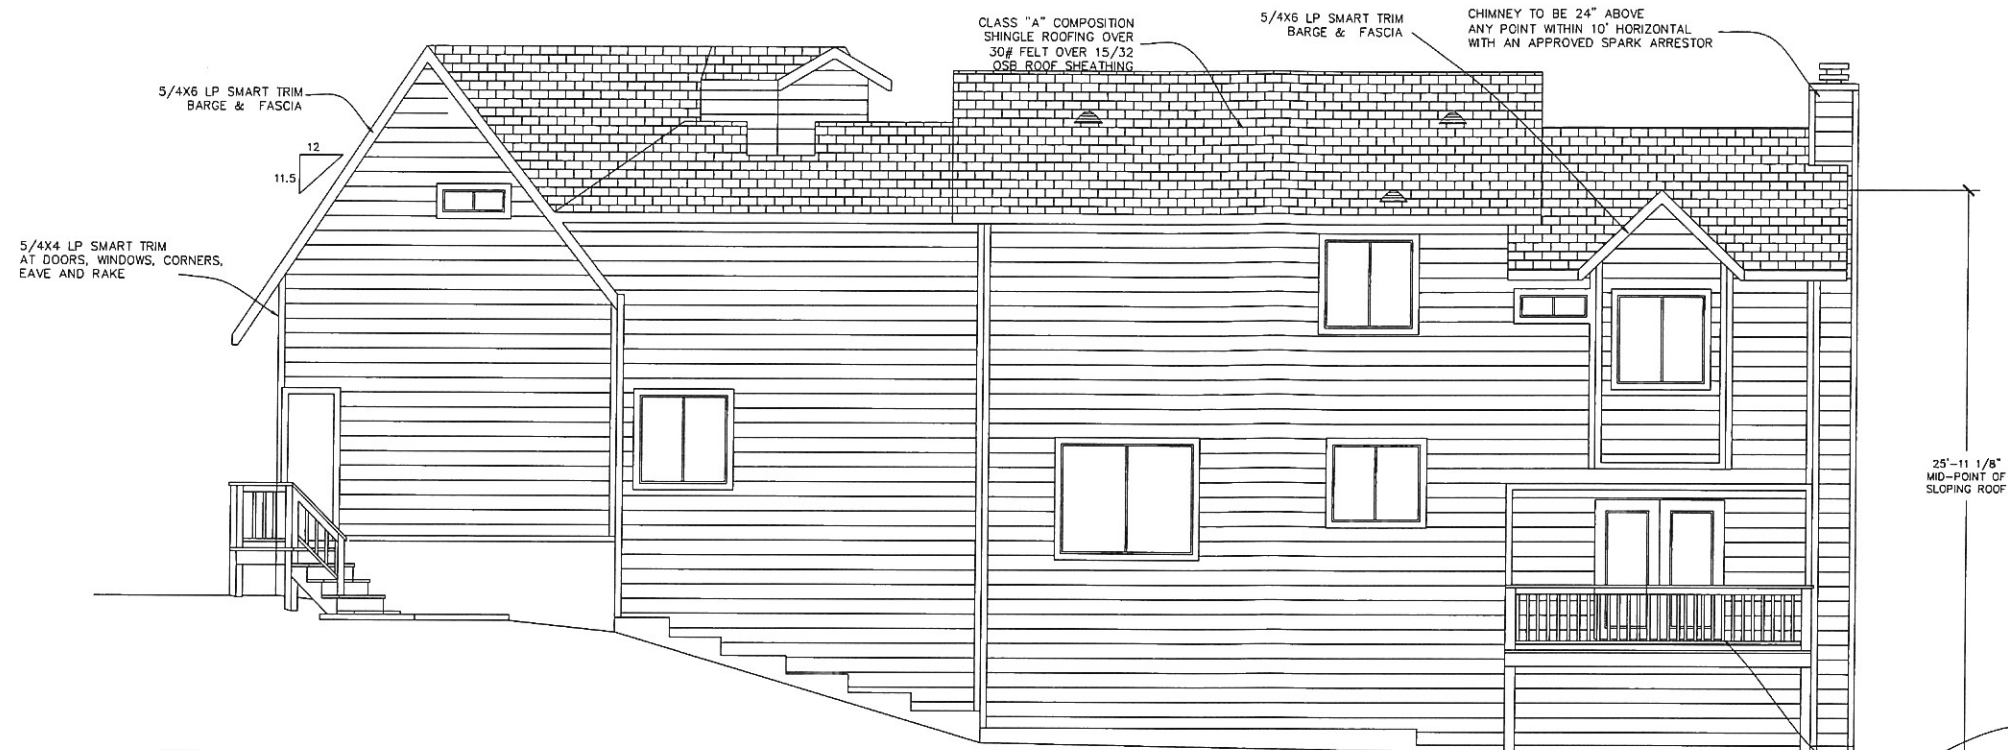 CLASS "A" COMPOSITION
SHINGLE ROOFING OVER
30# FELT OVER 15/32
OSB ROOF SHEATHING
5/4X6 LP SMART TRIM
BARGE & FASCIA
CHIMNEY TO BE 24" ABOVE
ANY POINT WITHIN 10' HORIZONTAL
WITH AN APPROVED SPARK ARRESTOR
5/4X6 LP SMART TRIM
BARGE & FASCIA
12
11.5
5/4X4 LP SMART TRIM
AT DOORS, WINDOWS, CORNERS,
EAVE AND RAKE
25'-11 1/8"
MID-POINT OF
SLOPING ROOF